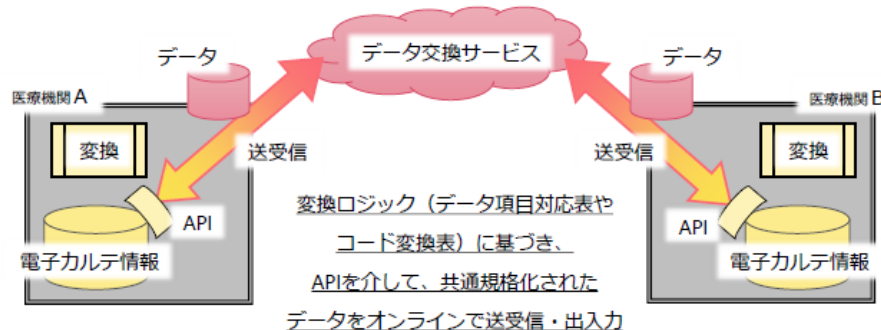 データ交換サービス
データ
データ
医療機関A
医療機関B
変換
変換
送受信
送受信
API
API
電子カルテ情報
電子カルテ情報
変換ロジック（データ項目対応表や
コード変換表）に基づき、
APIを介して、共通規格化された
データをオンラインで送受信・出入力